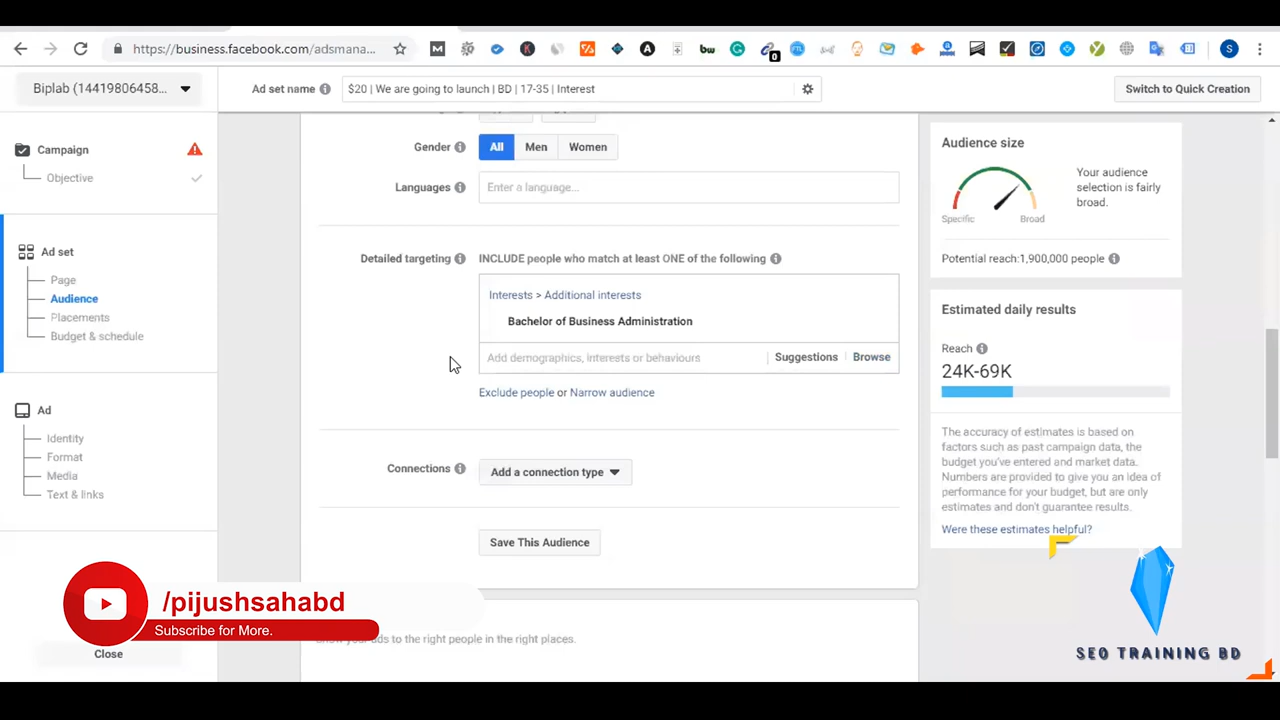 https://business.facebook.com/adsmana...
Biplab (14419806458...
Ad set name
$20 | We are going to launch | BD | 17-35 | Interest
Switch to Quick Creation
Campaign
Objective
Ad set
Page
Audience
Placements
Budget & schedule
Ad
Identity
Format
Media
Text & links
Close
Gender
All
Men
Women
Languages
Enter a language...
Detailed targeting
INCLUDE people who match at least ONE of the following
Interests > Additional interests
Bachelor of Business Administration
Add demographics, interests or behaviours
Suggestions
Browse
Exclude people or Narrow audience
Connections
Add a connection type
Save This Audience
your ads to the right people in the right places.
Audience size
Specific
Broad
Your audience
selection is fairly
broad.
Potential reach:1,900,000 people
Estimated daily results
Reach
24K-69K
The accuracy of estimates is based on
factors such as past campaign data, the
budget you've entered and market data.
Numbers are provided to give you an idea of
performance for your budget, but are only
estimates and don't guarantee results.
Were these estimates helpful?
/pijushsahabd
Subscribe for More.
SEO TRAINING BD